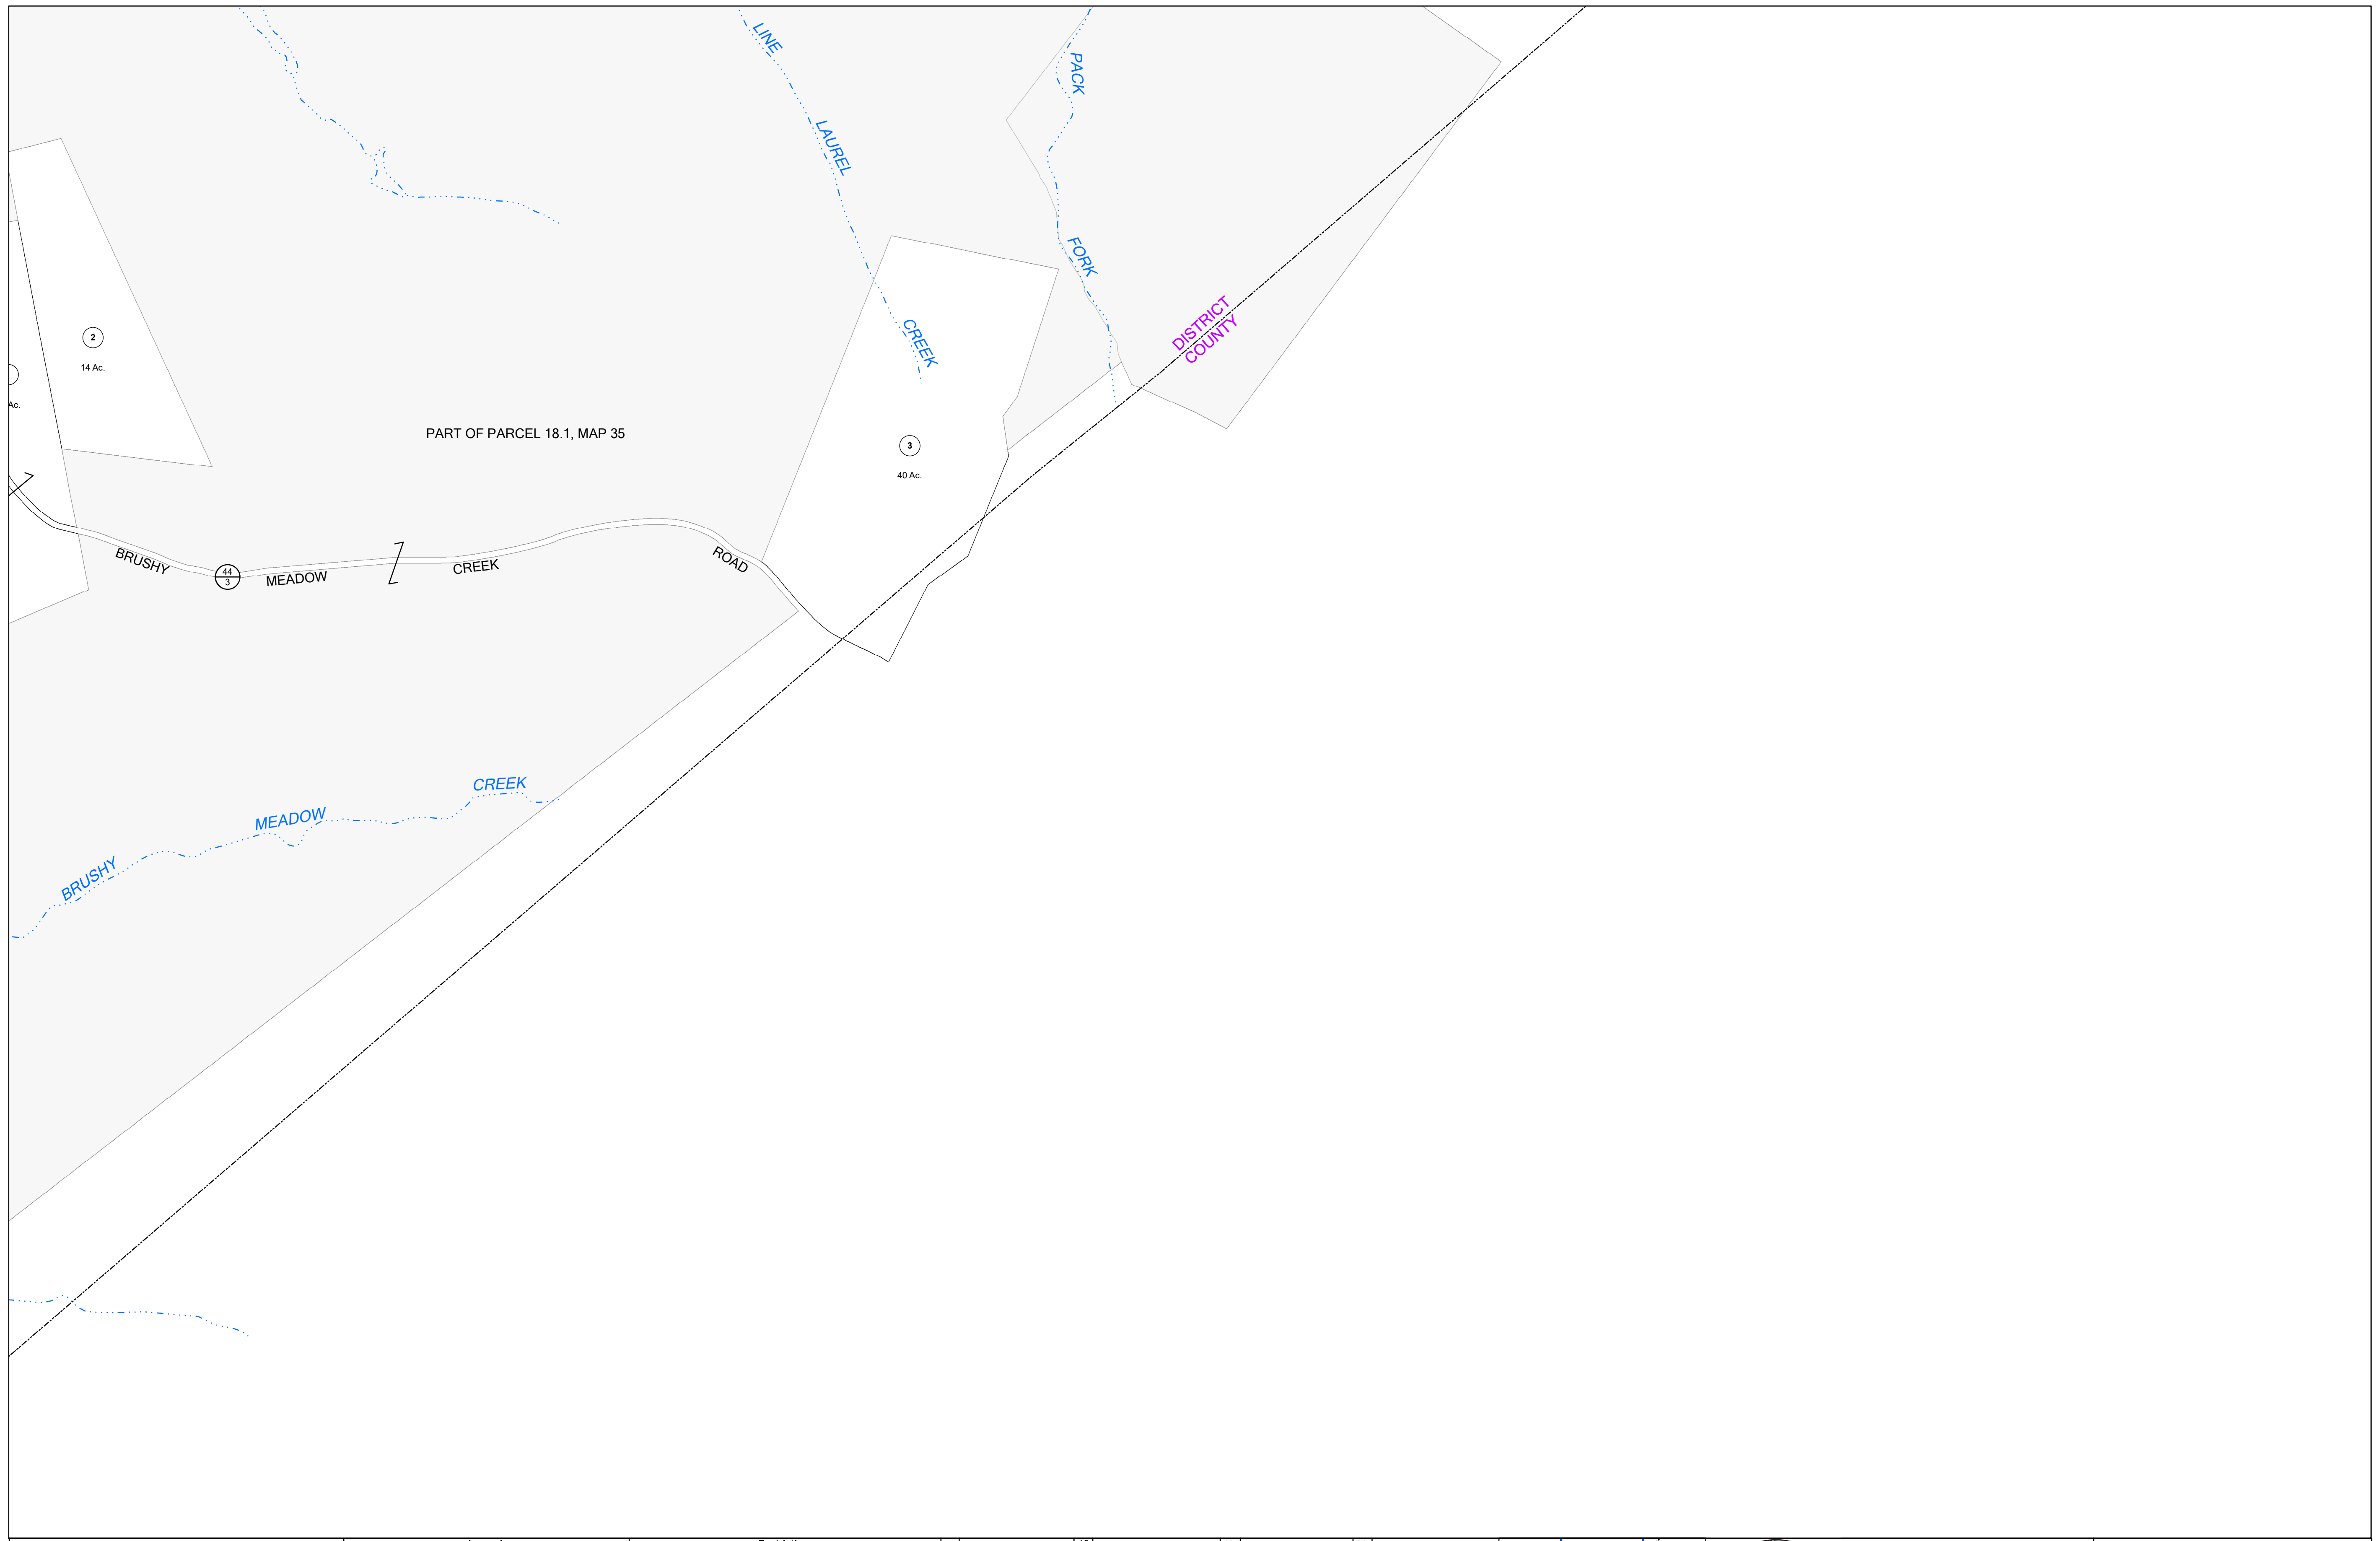 LINE
LAUREL
CREEK
PACK
FORK
DISTRICT
COUNTY
2
14 Ac.
Ac.
PART OF PARCEL 18.1, MAP 35
3
40 Ac.
BRUSHY
44
3
MEADOW
CREEK
ROAD
BRUSHY
MEADOW
CREEK